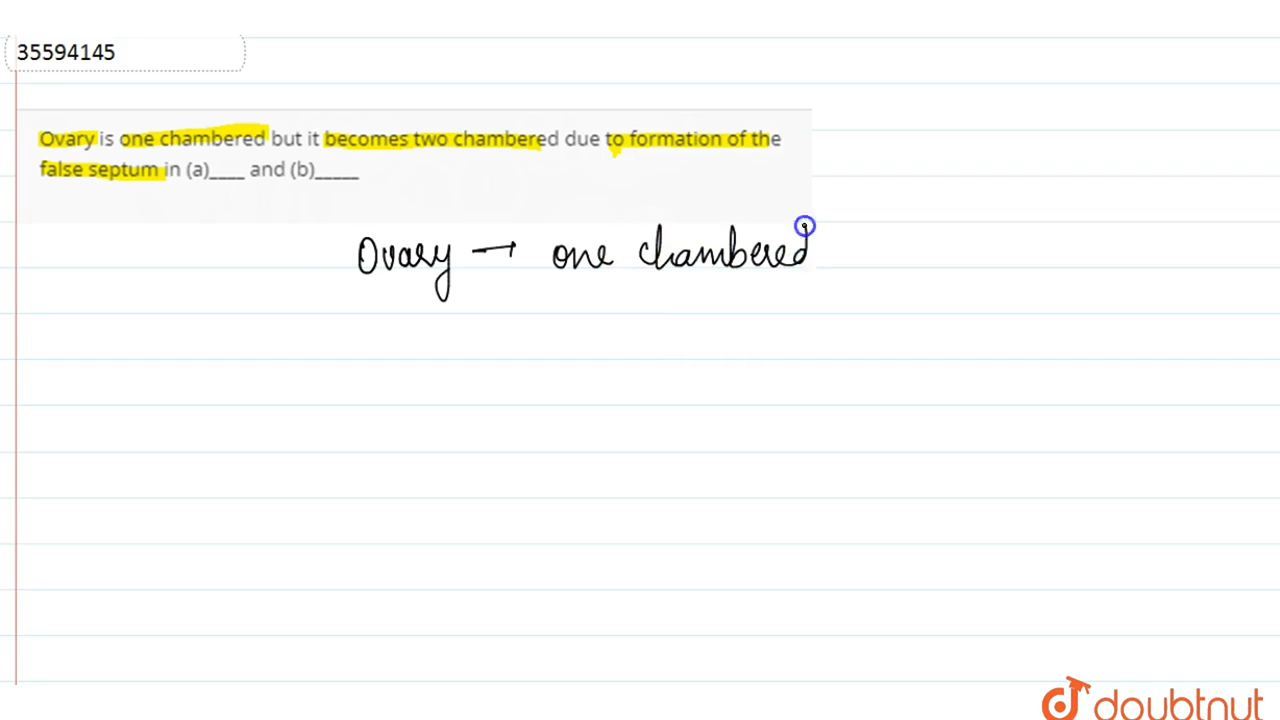 35594145
Ovary is one chambered but it becomes two chambered due to formation of the
false septum in (a)____ and (b)_____
Ovary → one chambered
doubtnut